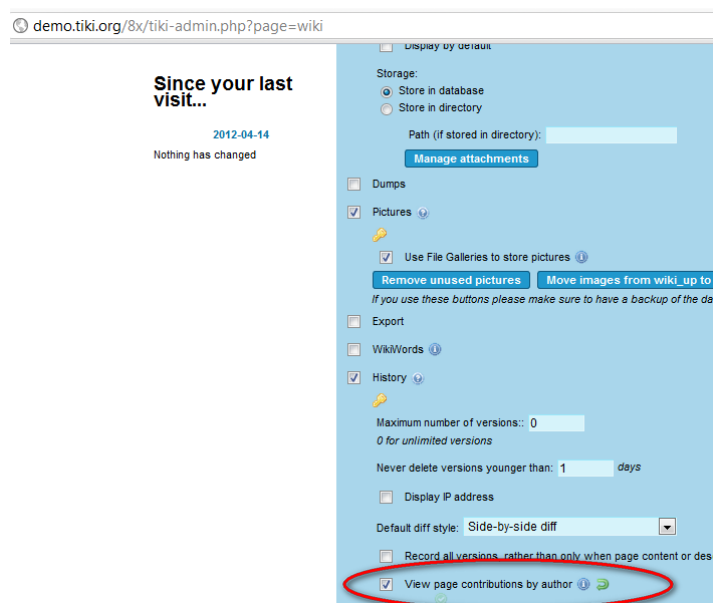 demo.tiki.org/8x/tiki-admin.php?page=wiki
Since your last
visit...
2012-04-14
Nothing has changed
Display by default
Storage:
Store in database
Store in directory
Path (if stored in directory):
Manage attachments
Dumps
Pictures
Use File Galleries to store pictures
Remove unused pictures Move images from wiki_up to
If you use these buttons please make sure to have a backup of the da
Export
WikiWords
History
Maximum number of versions:: 0
0 for unlimited versions
Never delete versions younger than: 1 days
Display IP address
Default diff style: Side-by-side diff
Record all versions, rather than only when page content or des
View page contributions by author